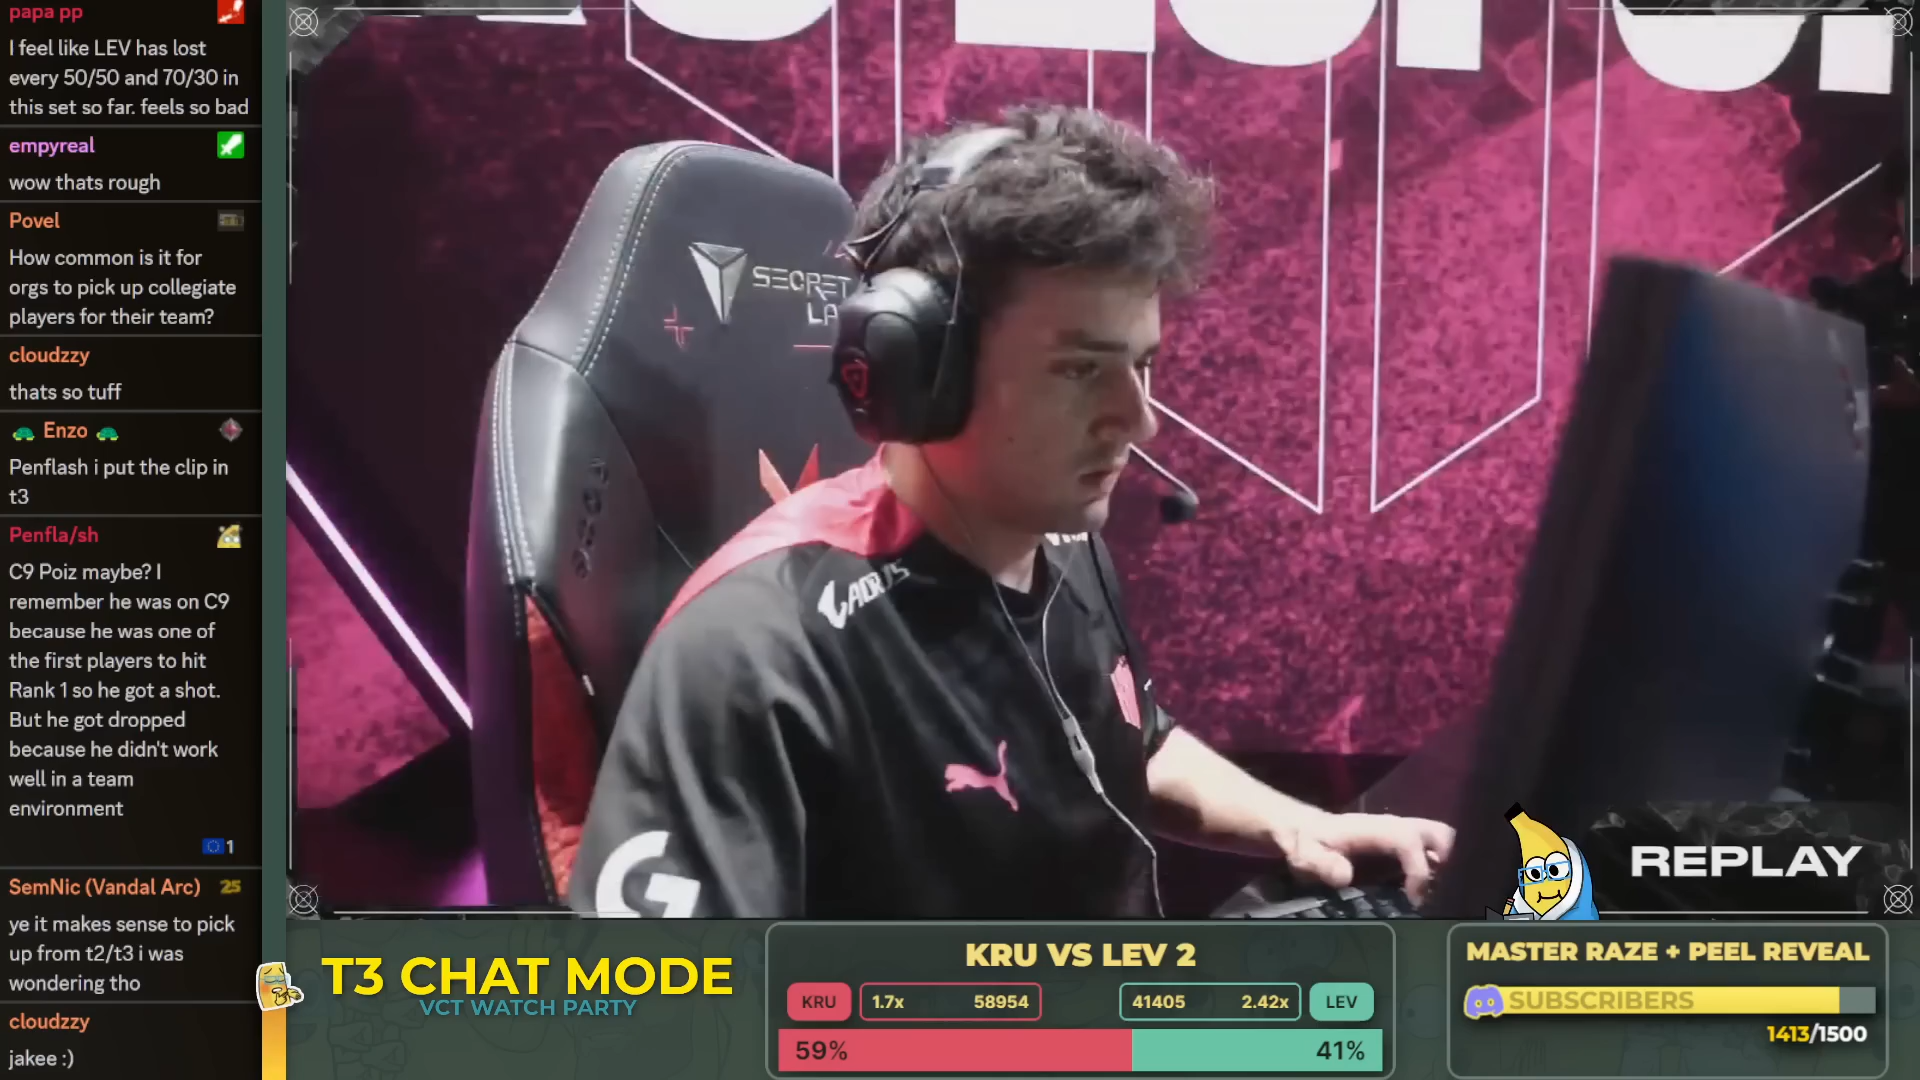 papa pp
I feel like LEV has lost
every 50/50 and 70/30 in
this set so far. feels so bad
empyreal
wow thats rough
Povel
How common is it for
orgs to pick up collegiate
players for their team?
cloudzzy
thats so tuff
Enzo
Penflash i put the clip in
t3
Penfla/sh
C9 Poiz maybe? I
remember he was on C9
because he was one of
the first players to hit
Rank 1 so he got a shot.
But he got dropped
because he didn't work
well in a team
environment
1
SemNic (Vandal Arc) 25
ye it makes sense to pick
up from t2/t3 i was
wondering tho
cloudzzy
jakee :)
SECRET
LA
AORUS
G
REPLAY
T3 CHAT MODE
VCT WATCH PARTY
KRU VS LEV 2
KRU 1.7x 58954 41405 2.42x LEV
59% 41%
MASTER RAZE + PEEL REVEAL
SUBSCRIBERS
1413/1500